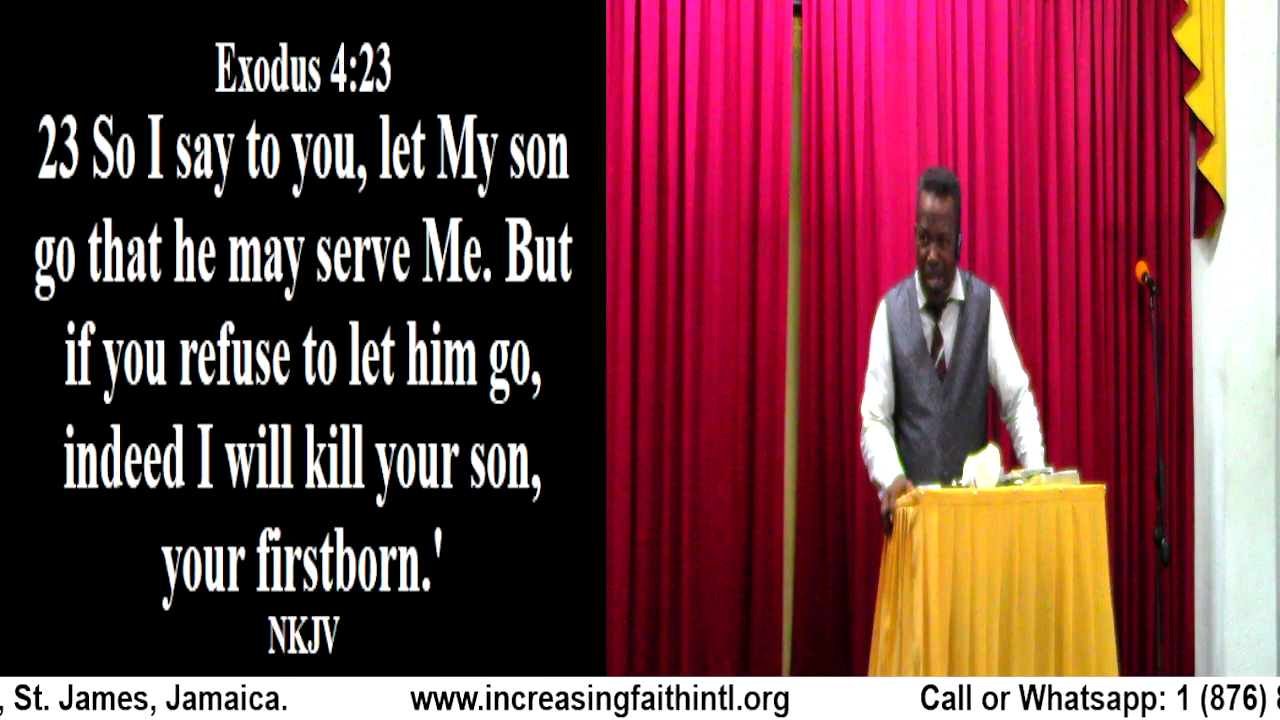 Exodus 4:23
23 So I say to you, let My son
go that he may serve Me. But
if you refuse to let him go,
indeed I will kill your son,
your firstborn.'
NKJV
, St. James, Jamaica. www.increasingfaithintl.org Call or Whatsapp: 1 (876)